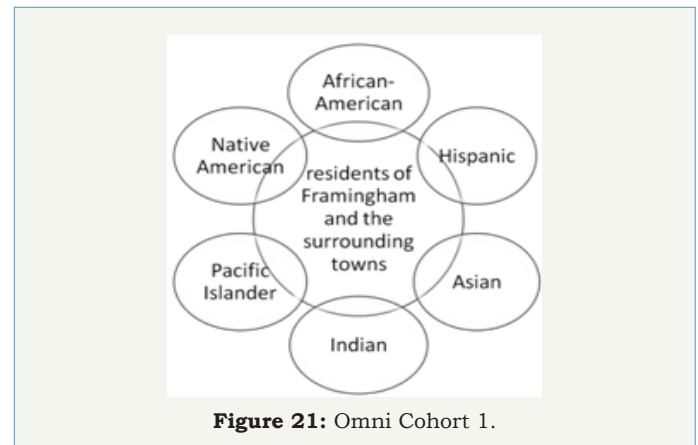 African-
American
Native
American
Hispanic
residents of
Framingham
and the
surrounding
towns
Pacific
Islander
Asian
Indian
Figure 21: Omni Cohort 1.